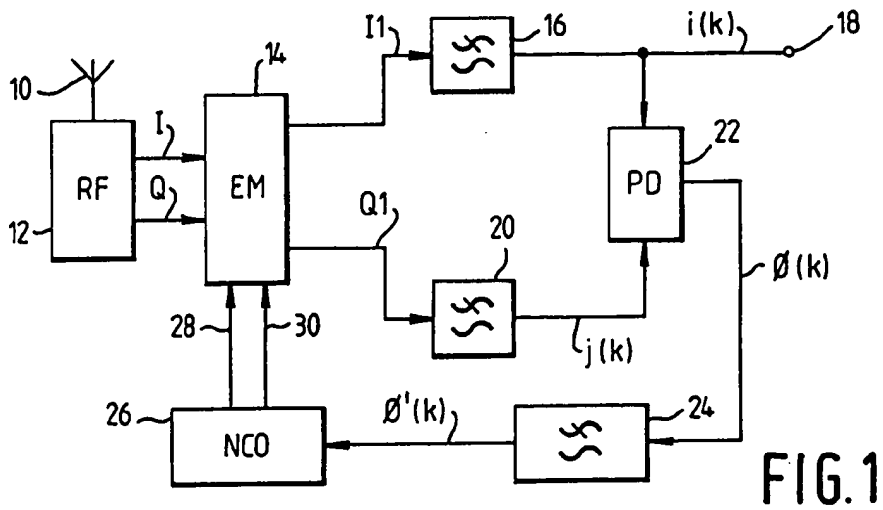 I1
16
i(k)
18
14
10
I
22
RF
EM
PD
Q
Q1
12
20
Ø(k)
28
30
j(k)
26
Ø'(k)
24
NCO
FIG.1